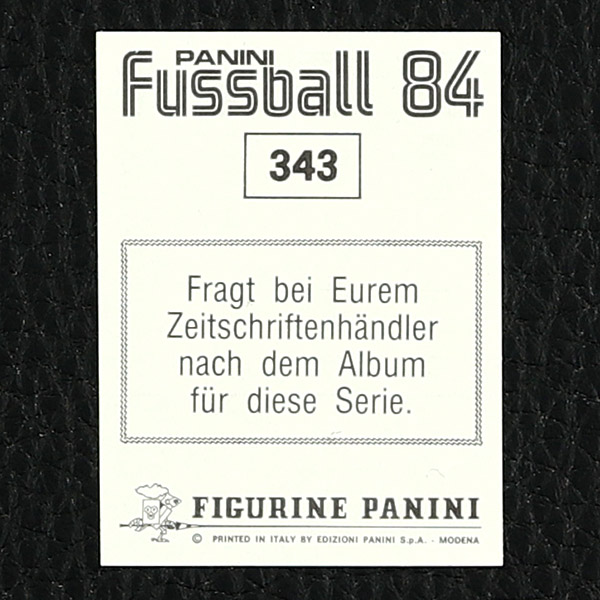 PANINI
Fussball 84
343
Fragt bei Eurem
Zeitschriftenhändler
nach dem Album
für diese Serie.
FIGURINE PANINI
© PRINTED IN ITALY BY EDIZIONI PANINI S.p.A. - MODENA